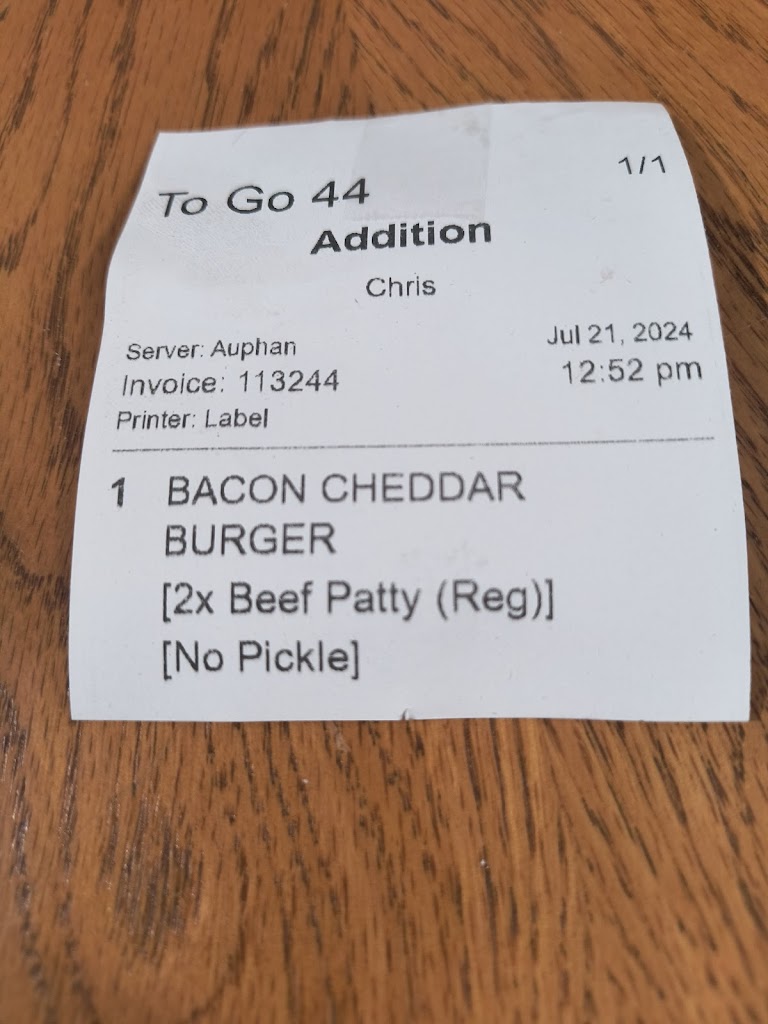 1/1
To Go 44
Addition
Chris
Server: Auphan
Jul 21, 2024
Invoice: 113244
12:52 pm
Printer: Label
1 BACON CHEDDAR
BURGER
[2x Beef Patty (Reg)]
[No Pickle]